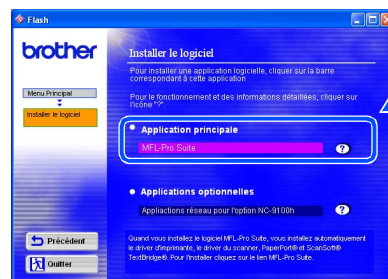 Flash
brother
Installer le logiciel
Pour installer une application logicielle, cliquer sur la barre
correspondant à cette application
Pour le fonctionnement et des informations détaillées, cliquer sur
l'icône "?".
Menu Principal
Installer le logiciel
Application principale
MFL-Pro Suite
?
Applications optionnelles
Appliactions réseau pour l'option NC-9100h
?
Quand vous installez le logiciel MFL-Pro Suite, vous installez automatiquement
le driver d'imprimante, le driver du scanner, PaperPort® et ScanSoft®
TextBridge®. Pour l'installer cliquez sur le lien MFL-Pro Suite.
Précédent
Quitter